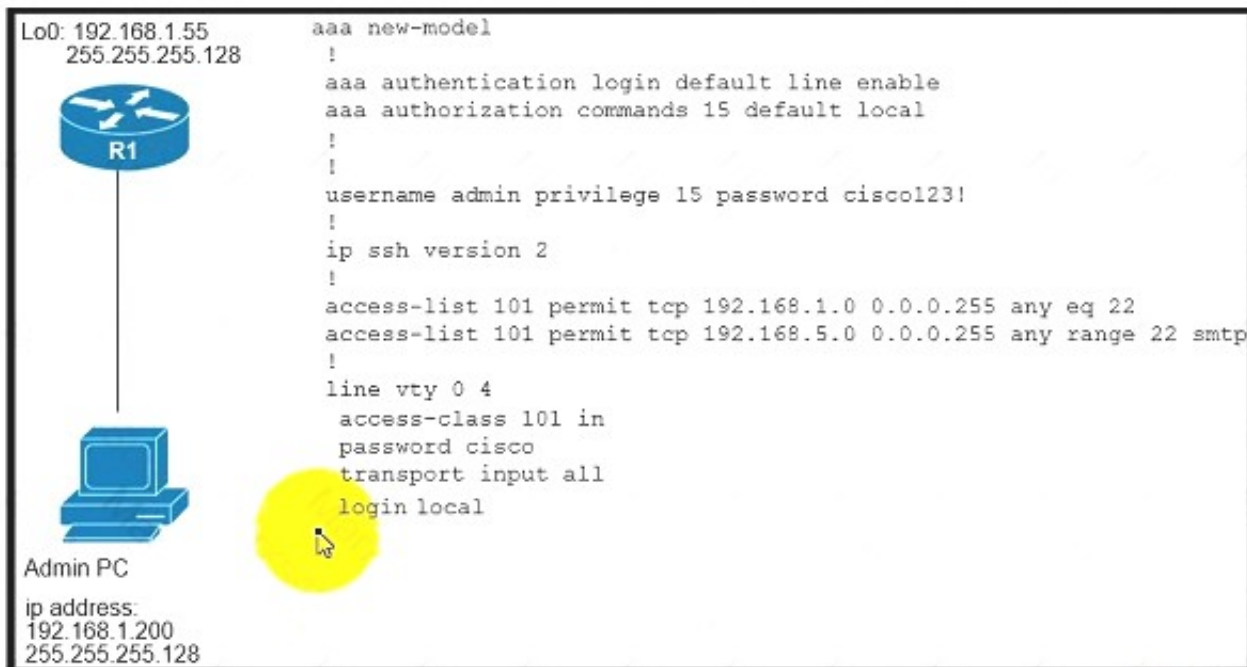 Lo0: 192.168.1.55
255.255.255.128
R1
Admin PC
ip address:
192.168.1.200
255.255.255.128
aaa new-model
!
aaa authentication login default line enable
aaa authorization commands 15 default local
!
!
username admin privilege 15 password cisco123!
!
ip ssh version 2
!
access-list 101 permit tcp 192.168.1.0 0.0.0.255 any eq 22
access-list 101 permit tcp 192.168.5.0 0.0.0.255 any range 22 smtp
!
line vty 0 4
access-class 101 in
password cisco
transport input all
login local